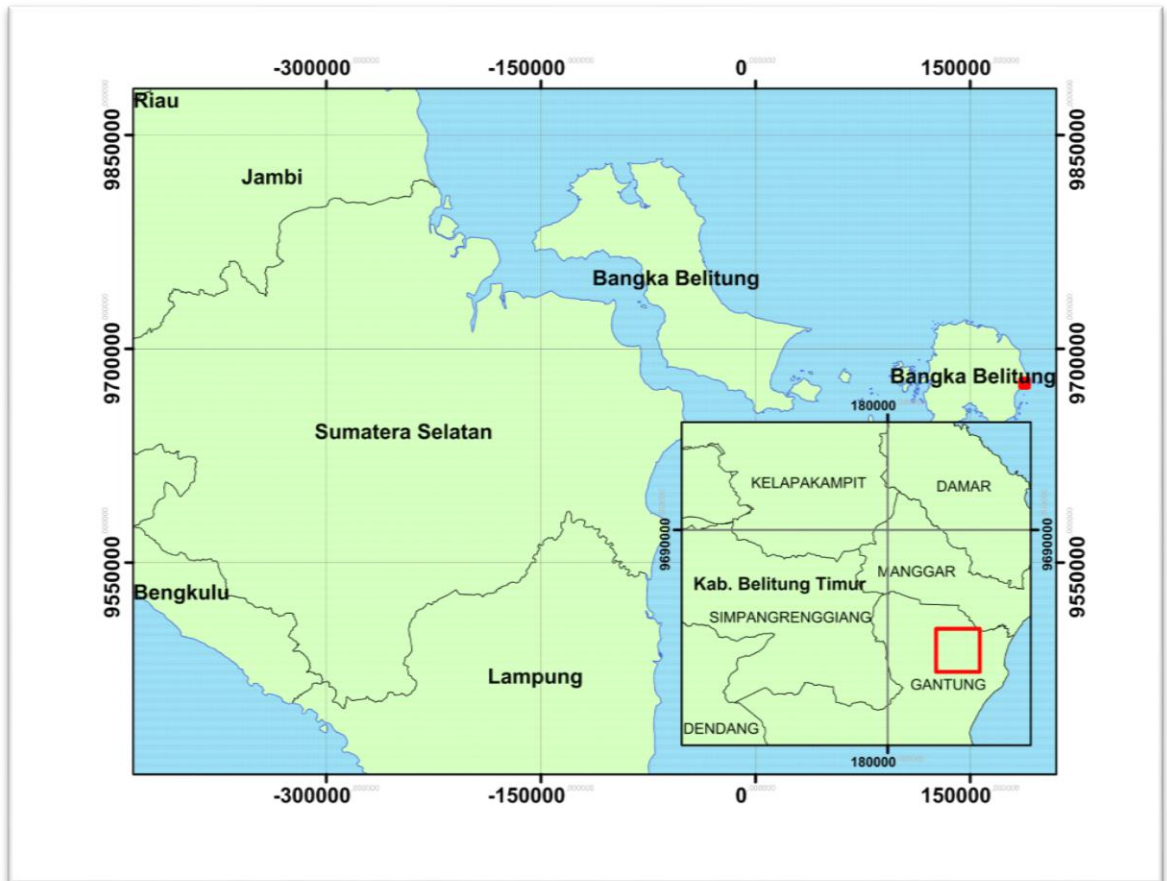 -300000 -150000 0 150000
Riau
9850000 9850000
Jambi
Bangka Belitung
9700000 9700000
Bangka Belitung
180000
Sumatera Selatan
KELAPAKAMPIT DAMAR
9690000 9690000
9550000 9550000
MANGGAR
Kab. Belitung Timur
Bengkulu
SIMPANGRENGGIANG
Lampung
GANTUNG
DENDANG
180000
-300000 -150000 0 150000